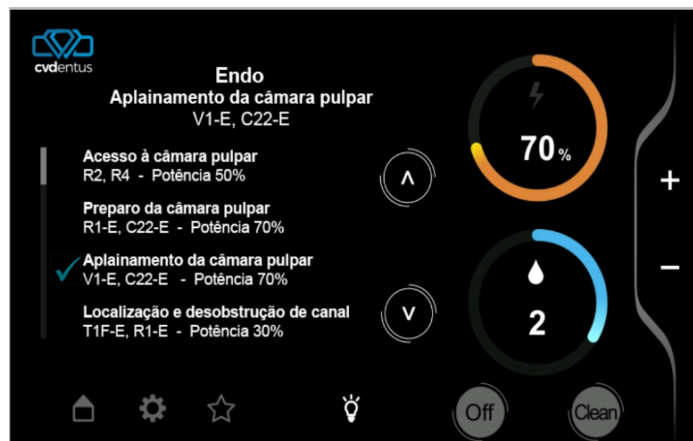 cvdentus
Endo
Aplainamento da câmara pulpar
V1-E, C22-E
Acesso à câmara pulpar
R2, R4 - Potência 50%
Preparo da câmara pulpar
R1-E, C22-E - Potência 70%
Aplainamento da câmara pulpar
V1-E, C22-E - Potência 70%
Localização e desobstrução de canal
T1F-E, R1-E - Potência 30%
70%
2
+
−
Off
Clean